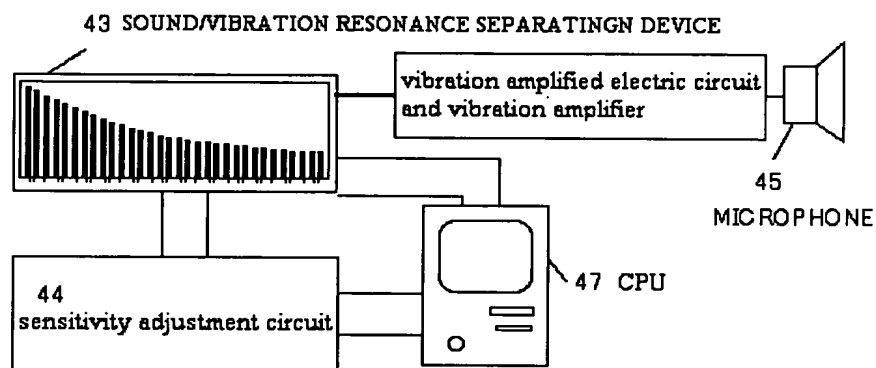 43 SOUND/VIBRATION RESONANCE SEPARATINGN DEVICE
vibration amplified electric circuit
and vibration amplifier
45
MICROPHONE
47 CPU
44
sensitivity adjustment circuit